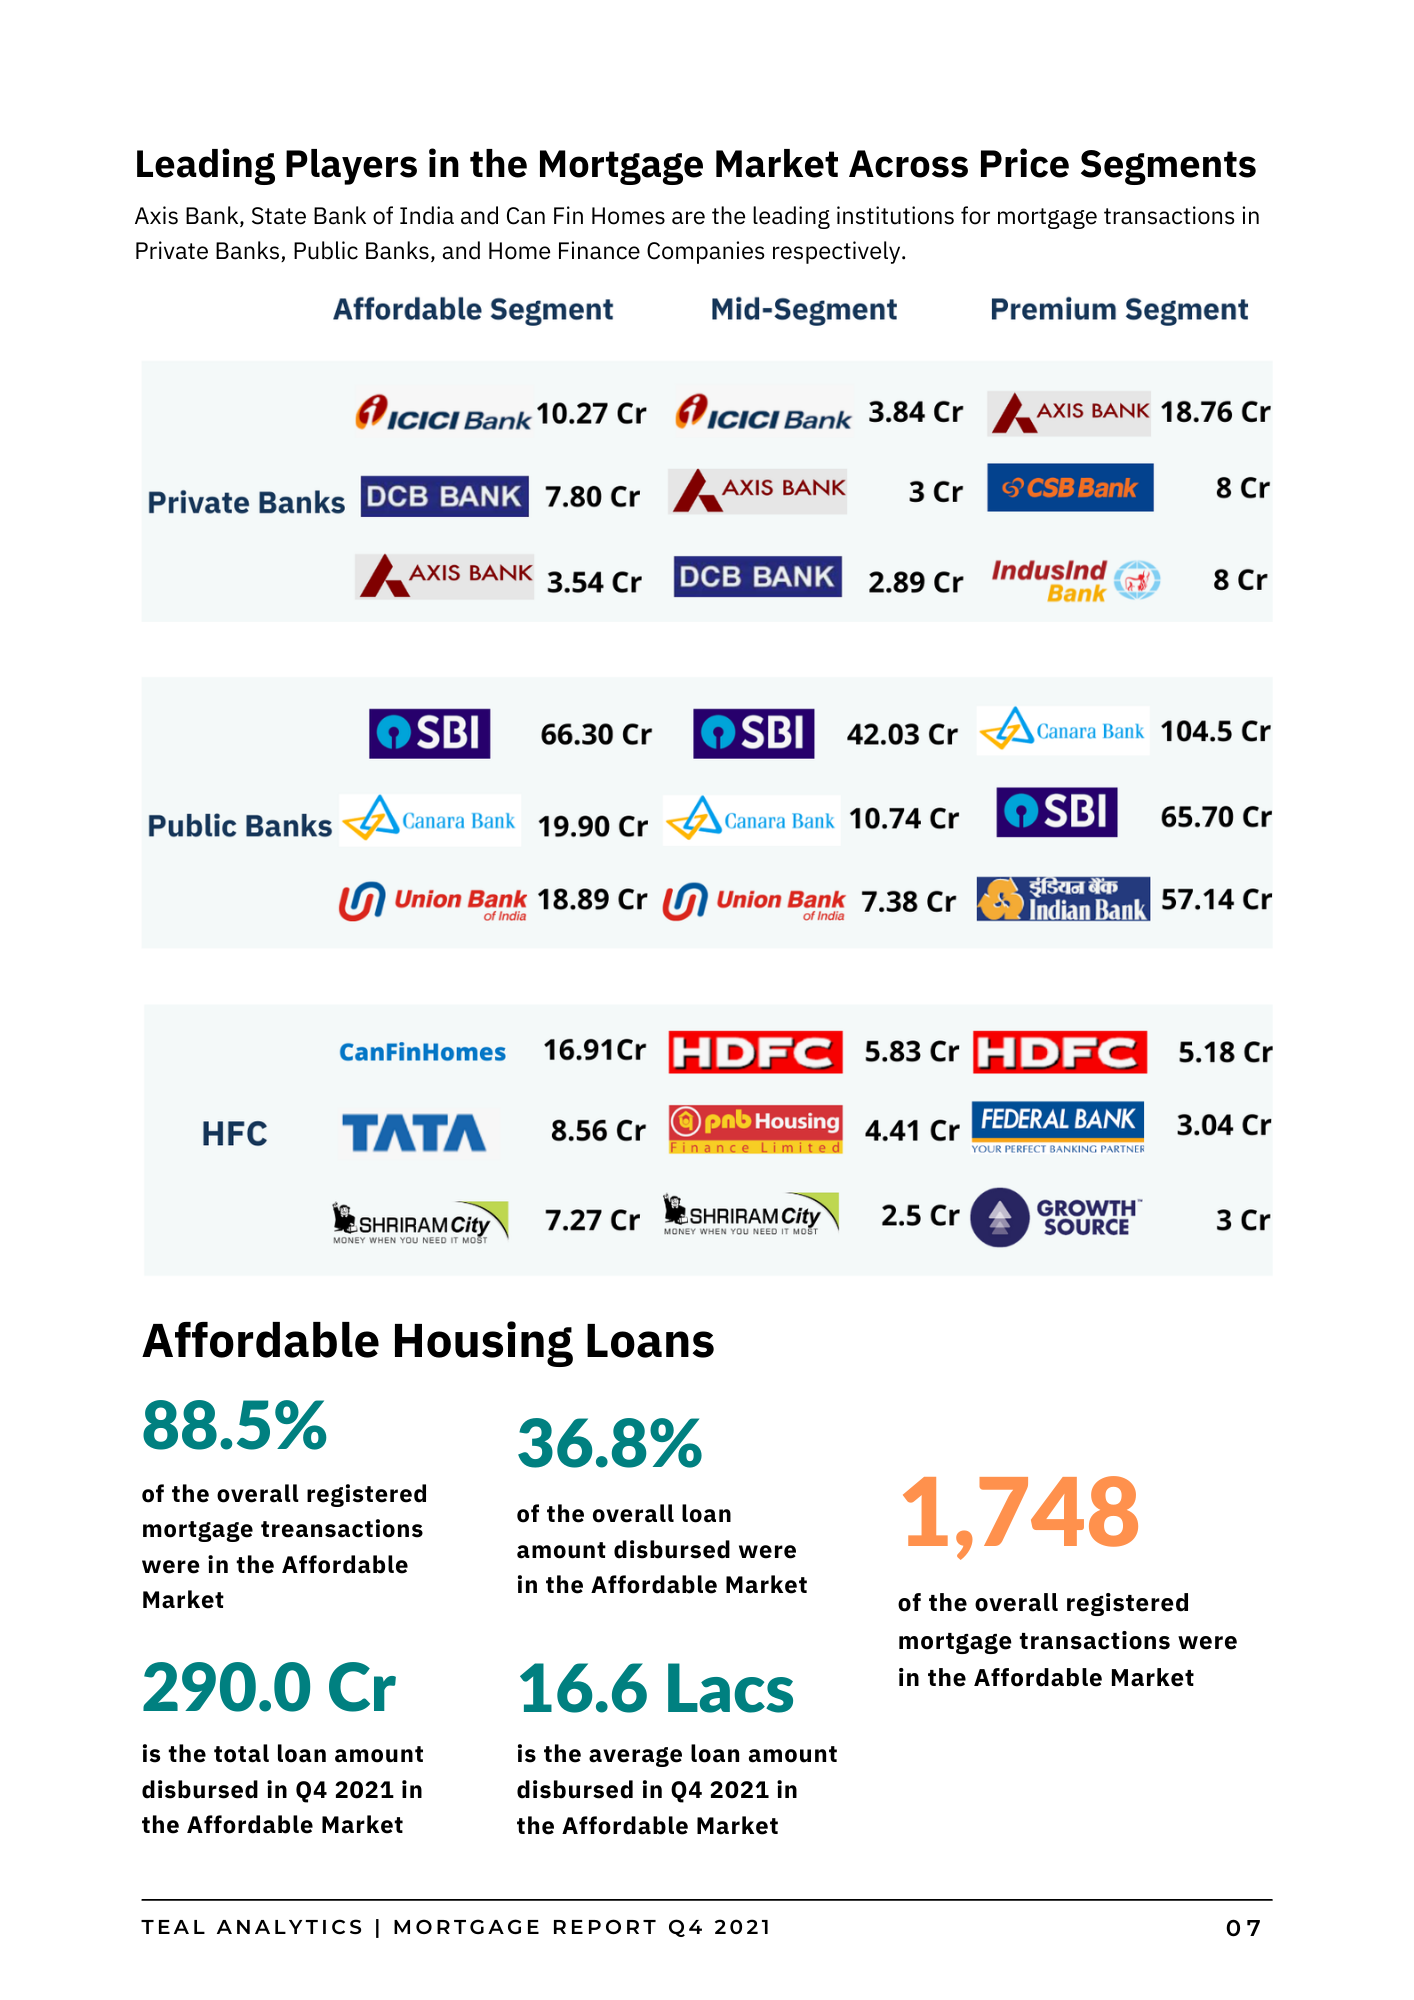 Leading Players in the Mortgage Market Across Price Segments
Axis Bank, State Bank of India and Can Fin Homes are the leading institutions for mortgage transactions in
Private Banks, Public Banks, and Home Finance Companies respectively.
Affordable Segment Mid-Segment Premium Segment
Private Banks
ICICI Bank 10.27 Cr ICICI Bank 3.84 Cr AXIS BANK 18.76 Cr
DCB BANK 7.80 Cr AXIS BANK 3 Cr CSB Bank 8 Cr
AXIS BANK 3.54 Cr DCB BANK 2.89 Cr IndusInd Bank 8 Cr
Public Banks
SBI 66.30 Cr SBI 42.03 Cr Canara Bank 104.5 Cr
Canara Bank 19.90 Cr Canara Bank 10.74 Cr SBI 65.70 Cr
Union Bank of India 18.89 Cr Union Bank of India 7.38 Cr इंडियन बैंक Indian Bank 57.14 Cr
HFC
CanFinHomes 16.91Cr HDFC 5.83 Cr HDFC 5.18 Cr
TATA 8.56 Cr pnb Housing Finance Limited 4.41 Cr FEDERAL BANK YOUR PERFECT BANKING PARTNER 3.04 Cr
SHRIRAM City MONEY WHEN YOU NEED IT MOST 7.27 Cr SHRIRAM City MONEY WHEN YOU NEED IT MOST 2.5 Cr GROWTH SOURCE™ 3 Cr
Affordable Housing Loans
88.5%
of the overall registered
mortgage treansactions
were in the Affordable
Market
36.8%
of the overall loan
amount disbursed were
in the Affordable Market
1,748
of the overall registered
mortgage transactions were
in the Affordable Market
290.0 Cr
is the total loan amount
disbursed in Q4 2021 in
the Affordable Market
16.6 Lacs
is the average loan amount
disbursed in Q4 2021 in
the Affordable Market
TEAL ANALYTICS | MORTGAGE REPORT Q4 2021 07